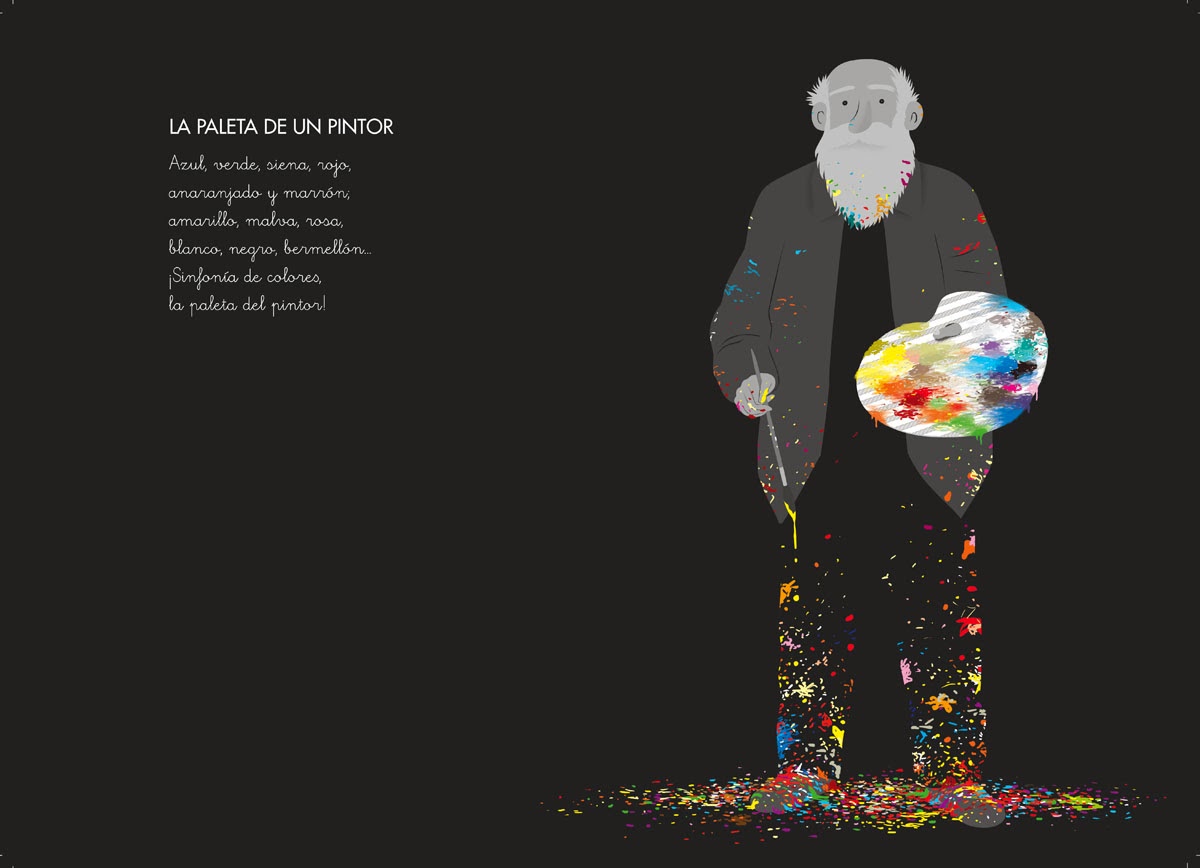 LA PALETA DE UN PINTOR
Azul, verde, siena, rojo,
anaranjado y marrón;
amarillo, malva, rosa,
blanco, negro, bermellón...
¡Sinfonía de colores,
la paleta del pintor!